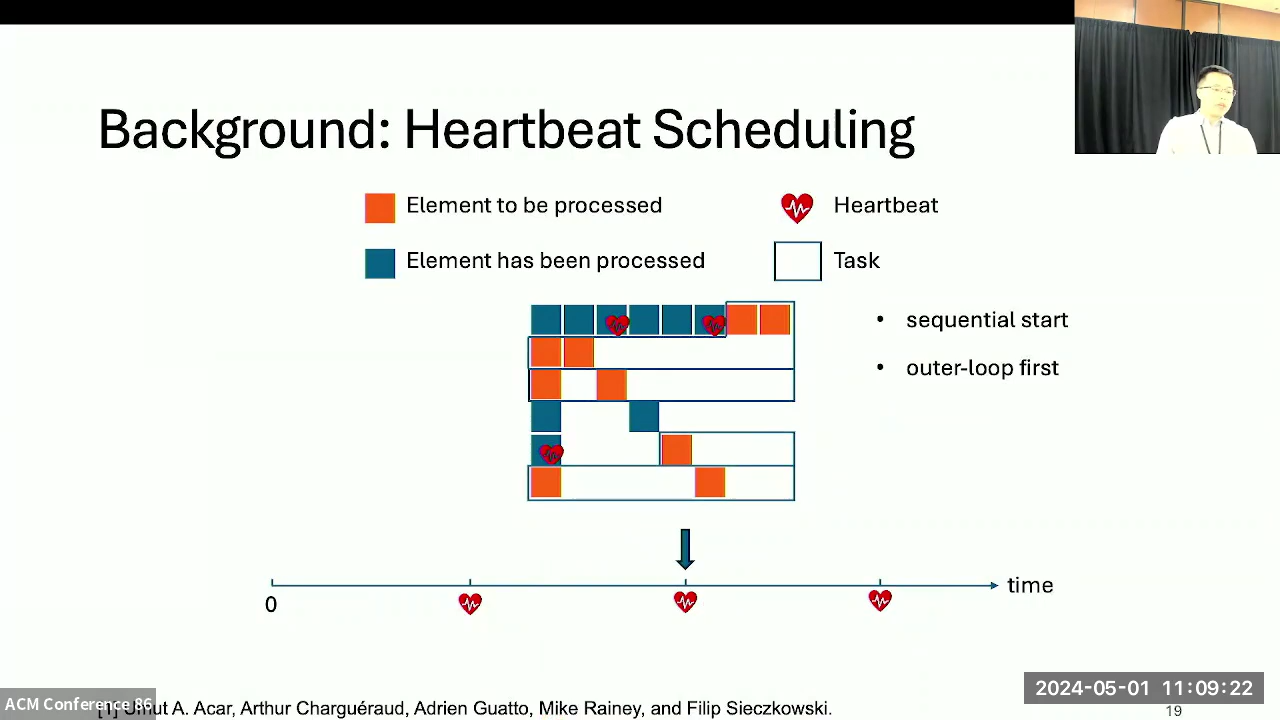 Background: Heartbeat Scheduling
Element to be processed
Heartbeat
Element has been processed
Task
• sequential start
• outer-loop first
time
0
ACM Conference 86
[1] Umut A. Acar, Arthur Charguéraud, Adrien Guatto, Mike Rainey, and Filip Sieczkowski.
2024-05-01 11:09:22
19